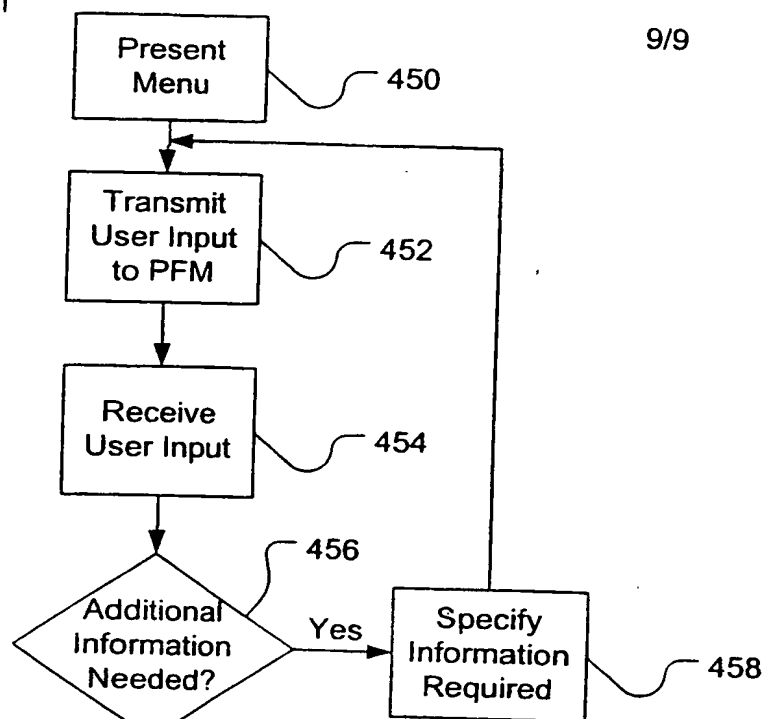 9/9
Present
Menu
450
Transmit
User Input
to PFM
452
Receive
User Input
454
456
Additional
Information
Needed?
Yes
Specify
Information
Required
458